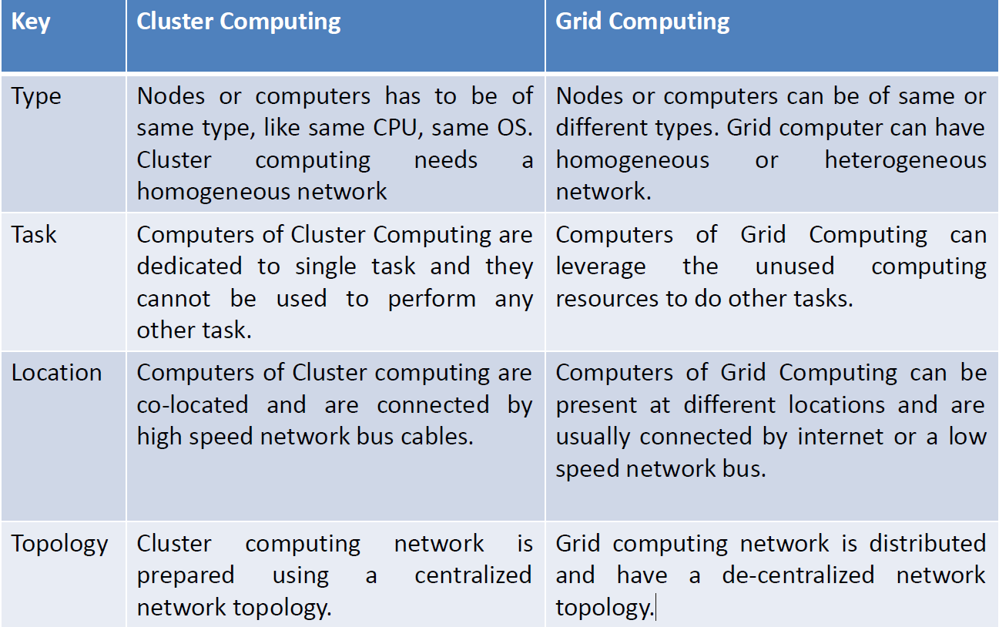 Key
Cluster Computing
Grid Computing
Type
Nodes or computers has to be of
same type, like same CPU, same OS.
Cluster computing needs a
homogeneous network
Nodes or computers can be of same or
different types. Grid computer can have
homogeneous or heterogeneous
network.
Task
Computers of Cluster Computing are
dedicated to single task and they
cannot be used to perform any
other task.
Computers of Grid Computing can
leverage the unused computing
resources to do other tasks.
Location
Computers of Cluster computing are
co-located and are connected by
high speed network bus cables.
Computers of Grid Computing can be
present at different locations and are
usually connected by internet or a low
speed network bus.
Topology
Cluster computing network is
prepared using a centralized
network topology.
Grid computing network is distributed
and have a de-centralized network
topology.